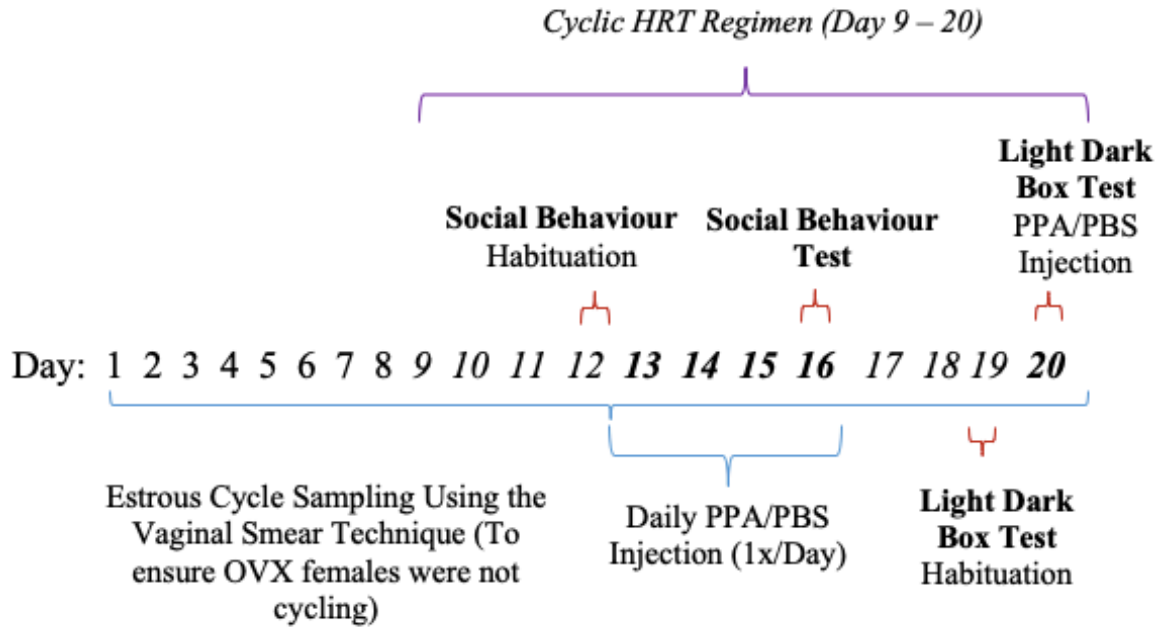 Cyclic HRT Regimen (Day 9 – 20)
Light Dark
Box Test
PPA/PBS
Injection
Social Behaviour
Habituation
Social Behaviour
Test
Day: 1 2 3 4 5 6 7 8 9 10 11 12 13 14 15 16 17 18 19 20
Estrous Cycle Sampling Using the
Vaginal Smear Technique (To
ensure OVX females were not
cycling)
Daily PPA/PBS
Injection (1x/Day)
Light Dark
Box Test
Habituation